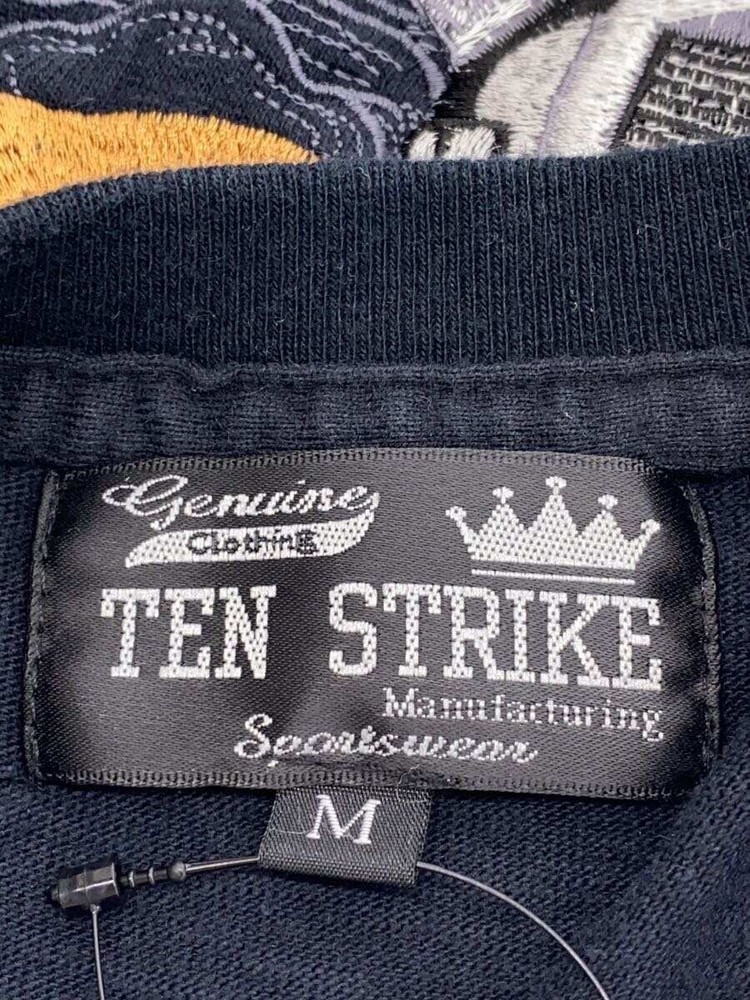 Genuine
Clothing
TEN STRIKE
Manufacturing
Sportswear
M